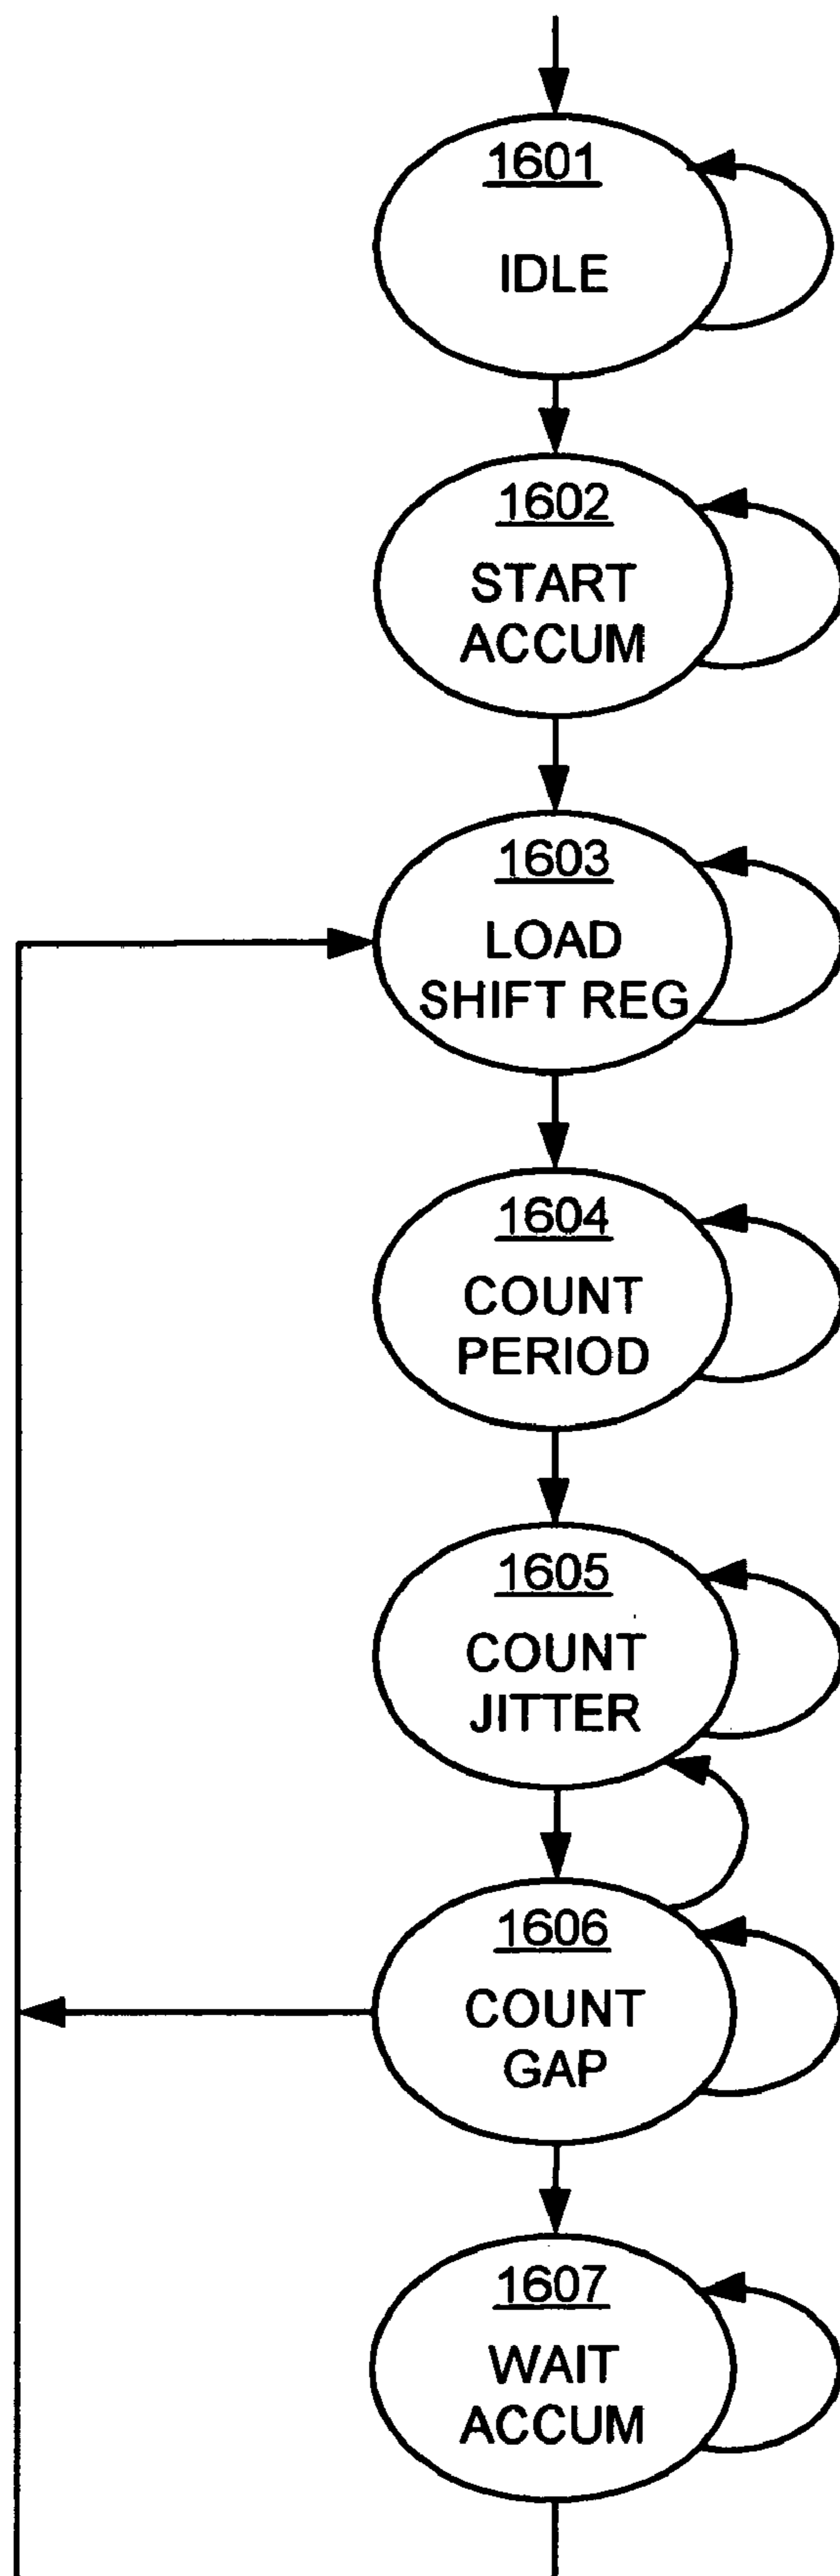 1601
IDLE
1602
START
ACCUM
1603
LOAD
SHIFT REG
1604
COUNT
PERIOD
1605
COUNT
JITTER
1606
COUNT
GAP
1607
WAIT
ACCUM